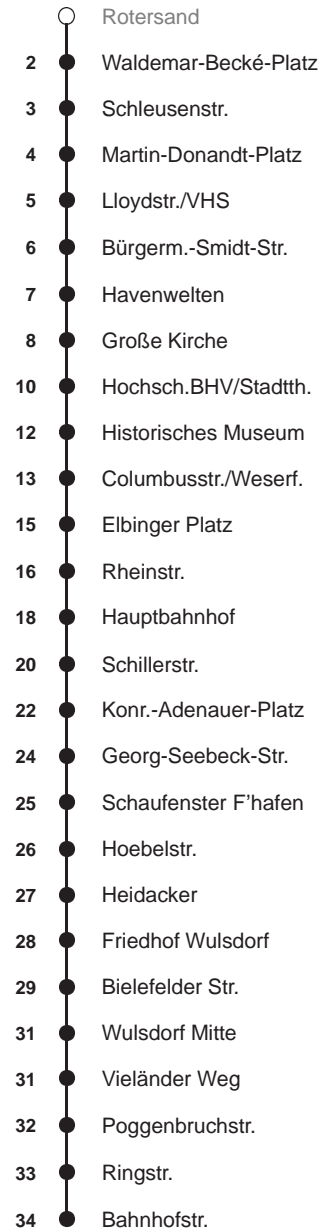 Rotersand
2 Waldemar-Becké-Platz
3 Schleusenstr.
4 Martin-Donandt-Platz
5 Lloydstr./VHS
6 Bürgerm.-Smidt-Str.
7 Havenwelten
8 Große Kirche
10 Hochsch.BHV/Stadtth.
12 Historisches Museum
13 Columbusstr./Weserf.
15 Elbinger Platz
16 Rheinstr.
18 Hauptbahnhof
20 Schillerstr.
22 Konr.-Adenauer-Platz
24 Georg-Seebeck-Str.
25 Schaufenster F'hafen
26 Hoebelstr.
27 Heidacker
28 Friedhof Wulsdorf
29 Bielefelder Str.
31 Wulsdorf Mitte
31 Vieländer Weg
32 Poggenbruchstr.
33 Ringstr.
34 Bahnhofstr.